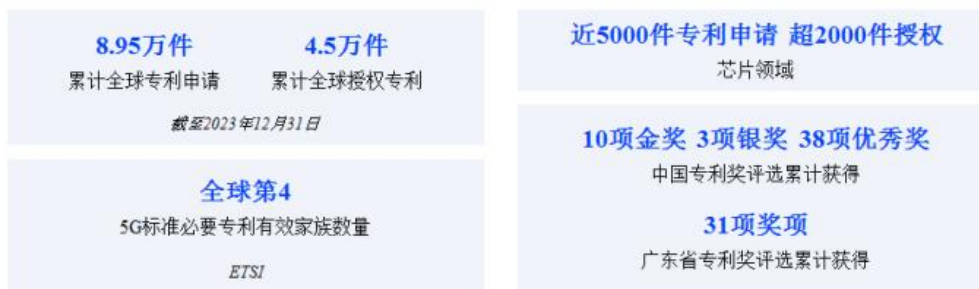 8.95万件 4.5万件
累计全球专利申请 累计全球授权专利
截至2023年12月31日
全球第4
5G标准必要专利有效家族数量
ETSI
近5000件专利申请 超2000件授权
芯片领域
10项金奖 3项银奖 38项优秀奖
中国专利奖评选累计获得
31项奖项
广东省专利奖评选累计获得